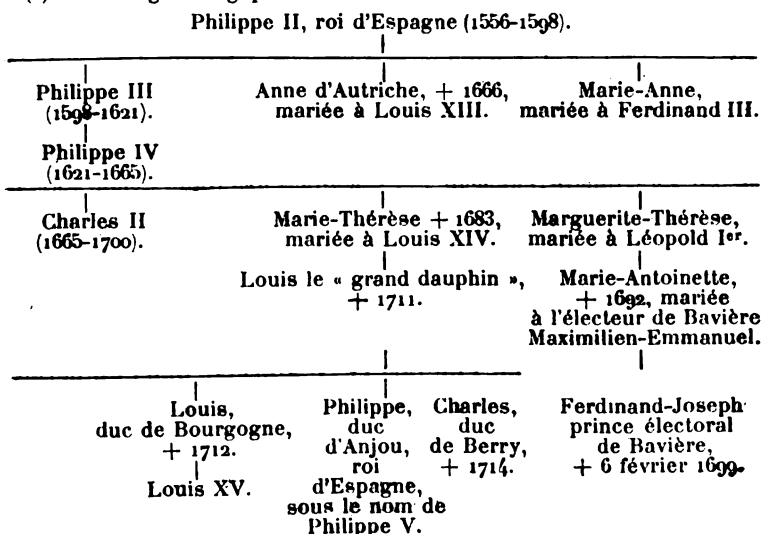 Philippe II, roi d'Espagne (1556-1598).
Philippe III
(1598-1621).
Anne d'Autriche, + 1666,
mariée à Louis XIII.
Marie-Anne,
mariée à Ferdinand III.
Philippe IV
(1621-1665).
Charles II
(1665-1700).
Marie-Thérèse + 1683,
mariée à Louis XIV.
Marguerite-Thérèse,
mariée à Léopold Ier.
Louis le « grand dauphin »,
+ 1711.
Marie-Antoinette,
+ 1692, mariée
à l'électeur de Bavière
Maximilien-Emmanuel.
Louis,
duc de Bourgogne,
+ 1712.
Louis XV.
Philippe,
duc
d'Anjou,
roi
d'Espagne,
sous le nom de
Philippe V.
Charles,
duc
de Berry,
+ 1714.
Ferdinand-Joseph
prince électoral
de Bavière,
+ 6 février 1699.